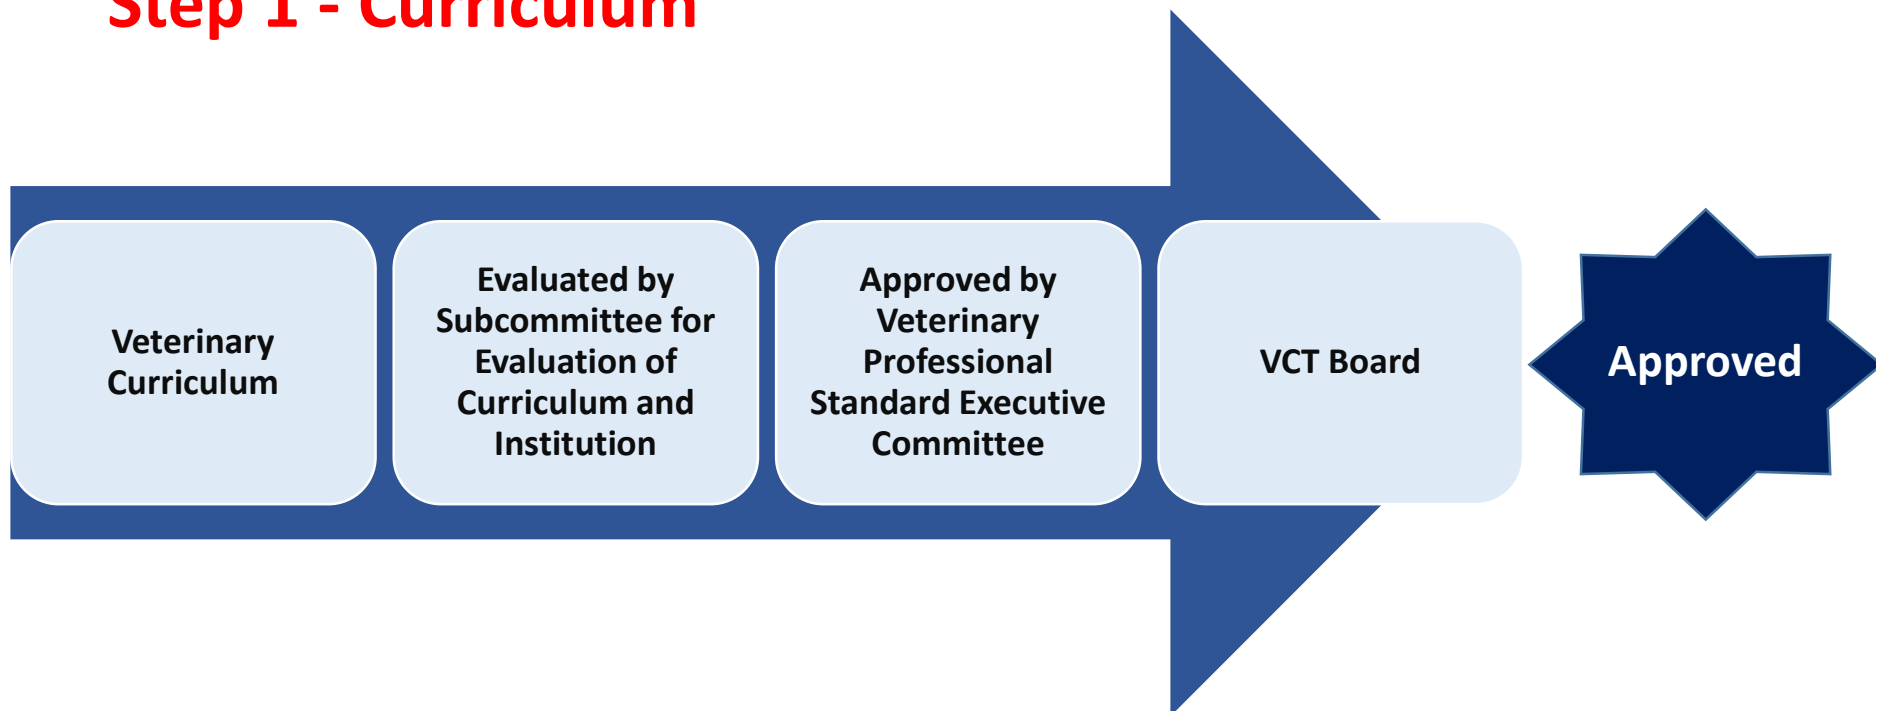 Step 1 - Curriculum
Veterinary
Curriculum
Evaluated by
Subcommittee for
Evaluation of
Curriculum and
Institution
Approved by
Veterinary
Professional
Standard Executive
Committee
VCT Board
Approved